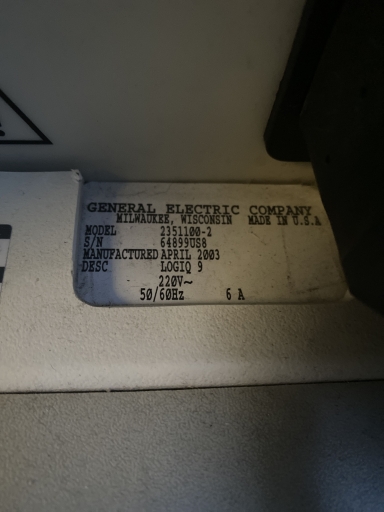 GENERAL ELECTRIC COMPANY
MILWAUKEE, WISCONSIN MADE IN U.S.A
MODEL 2351100-2
S/N 64899US8
MANUFACTURED APRIL 2003
DESC LOGIQ 9
220V~
50/60Hz 6 A